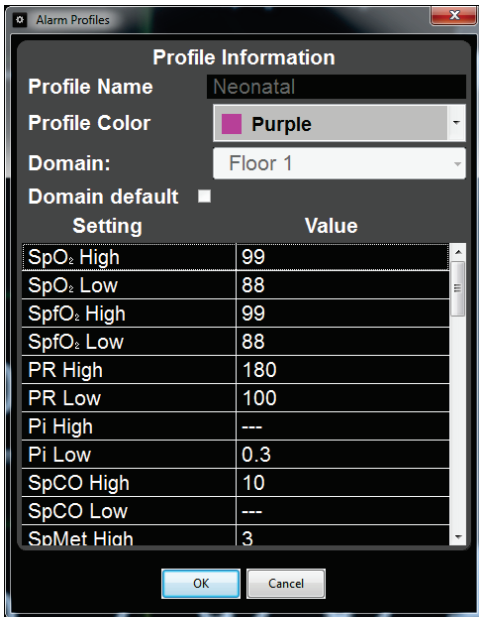 Alarm Profiles
Profile Information
Profile Name Neonatal
Profile Color Purple
Domain: Floor 1
Domain default
Setting Value
SpO₂ High 99
SpO₂ Low 88
SpfO₂ High 99
SpfO₂ Low 88
PR High 180
PR Low 100
Pi High ---
Pi Low 0.3
SpCO High 10
SpCO Low ---
SpMet High 3
OK Cancel